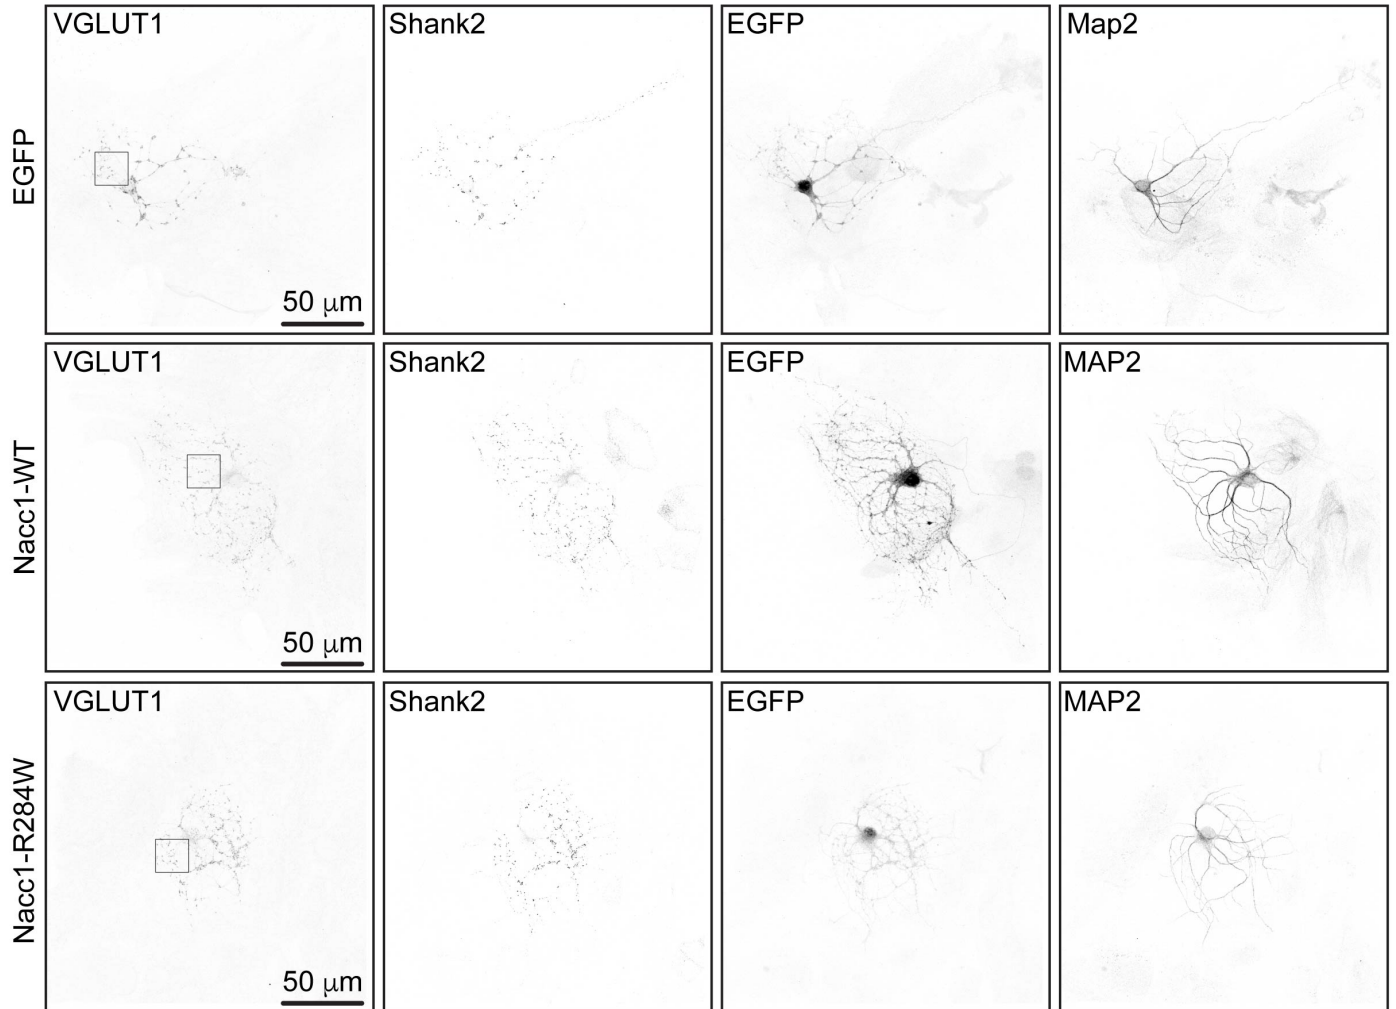 VGLUT1
Shank2
EGFP
Map2
EGFP
50 μm
VGLUT1
Shank2
EGFP
MAP2
Nacc1-WT
50 μm
VGLUT1
Shank2
EGFP
MAP2
Nacc1-R284W
50 μm